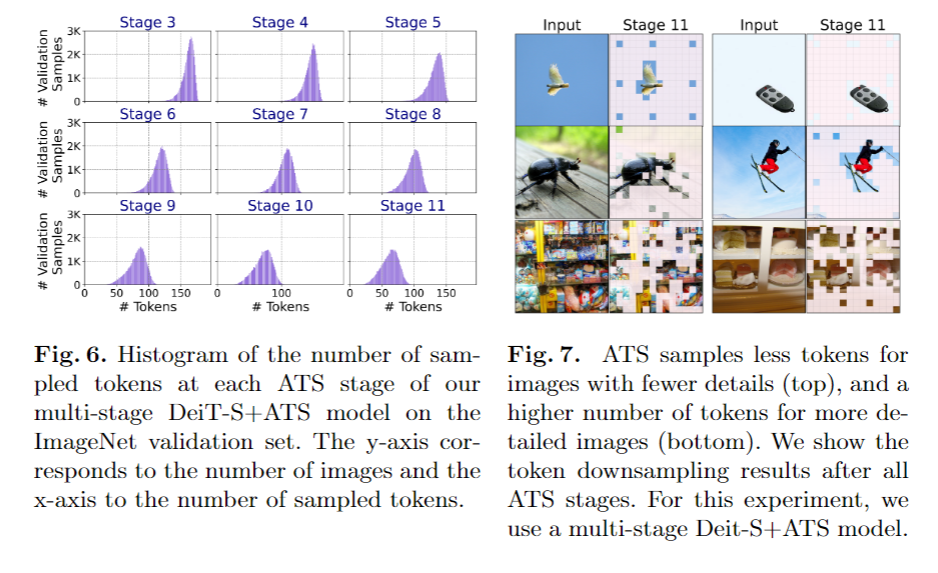 Stage 3 Stage 4 Stage 5
3K
2K
1K
0
# Validation
Samples
Stage 6 Stage 7 Stage 8
3K
2K
1K
0
# Validation
Samples
Stage 9 Stage 10 Stage 11
3K
2K
1K
0
# Validation
Samples
0 50 100 150 0 100 0 50 100 150
# Tokens # Tokens # Tokens
Fig. 6. Histogram of the number of sam-
pled tokens at each ATS stage of our
multi-stage DeiT-S+ATS model on the
ImageNet validation set. The y-axis cor-
responds to the number of images and the
x-axis to the number of sampled tokens.
Input Stage 11 Input Stage 11
Fig. 7. ATS samples less tokens for
images with fewer details (top), and a
higher number of tokens for more de-
tailed images (bottom). We show the
token downsampling results after all
ATS stages. For this experiment, we
use a multi-stage Deit-S+ATS model.